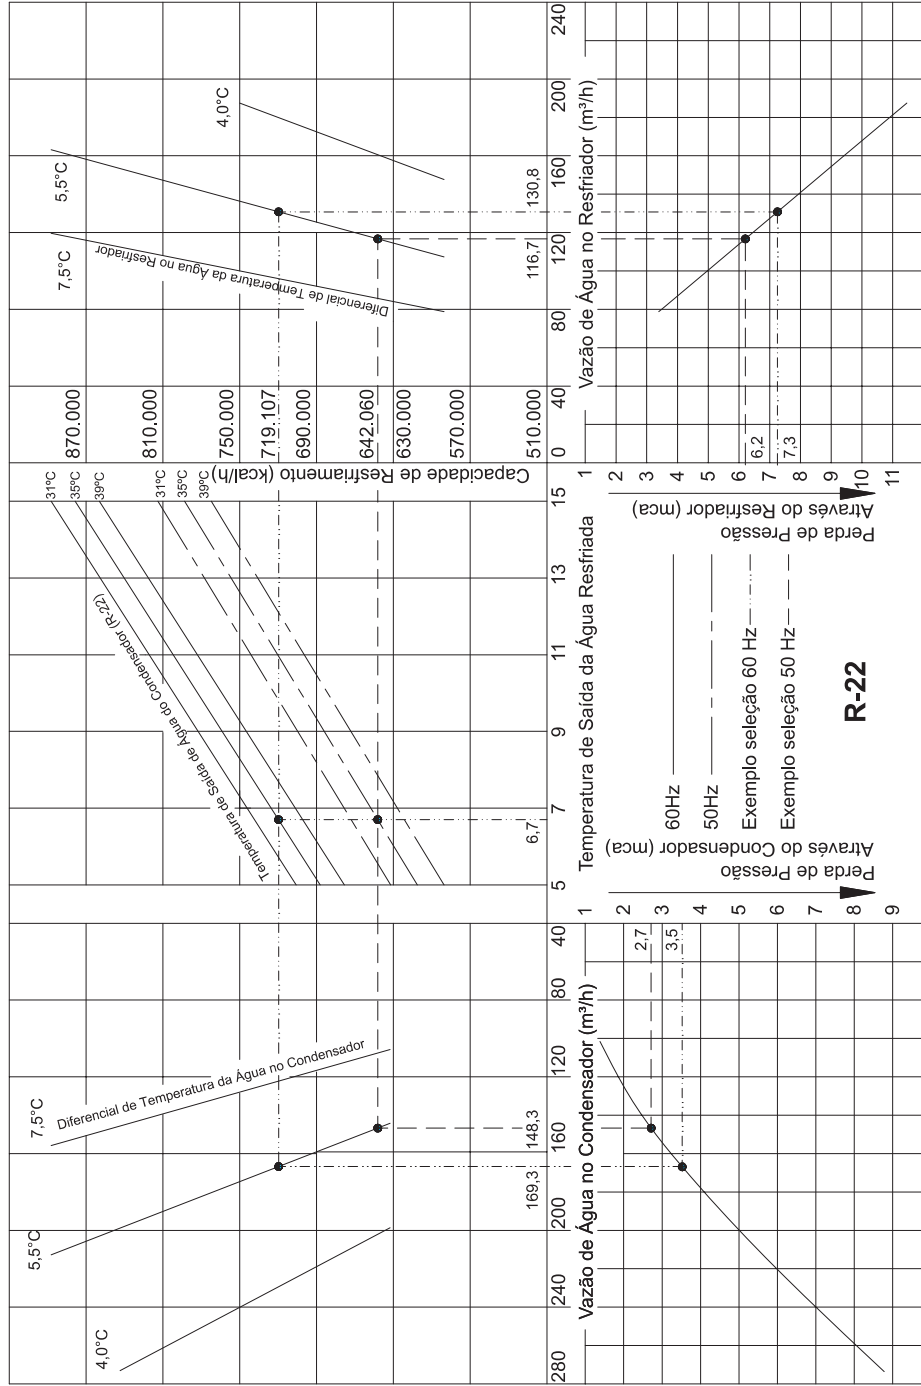 4,0°C
5,5°C
7,5°C
Diferencial de Temperatura da Água no Condensador
169,3
148,3
280
240
200
160
120
80
40
Vazão de Água no Condensador (m³/h)
31°C
35°C
39°C
31°C
35°C
39°C
Temperatura de Saída de Água do Condensador (R-22)
6,7
5
7
9
11
13
15
Temperatura de Saída da Água Resfriada
Capacidade de Resfriamento (kcal/h)
870.000
810.000
750.000
719.107
690.000
642.060
630.000
570.000
510.000
7,5°C
5,5°C
4,0°C
Diferencial de Temperatura da Água no Resfriador
116,7
130,8
0
40
80
120
160
200
240
Vazão de Água no Resfriador (m³/h)
1
2
3
4
5
6
7
8
9
2,7
3,5
Perda de Pressão
Através do Condensador (mca)
60Hz
50Hz
Exemplo seleção 60 Hz
Exemplo seleção 50 Hz
R-22
Perda de Pressão
Através do Resfriador (mca)
1
2
3
4
5
6
7
8
9
10
11
6,2
7,3